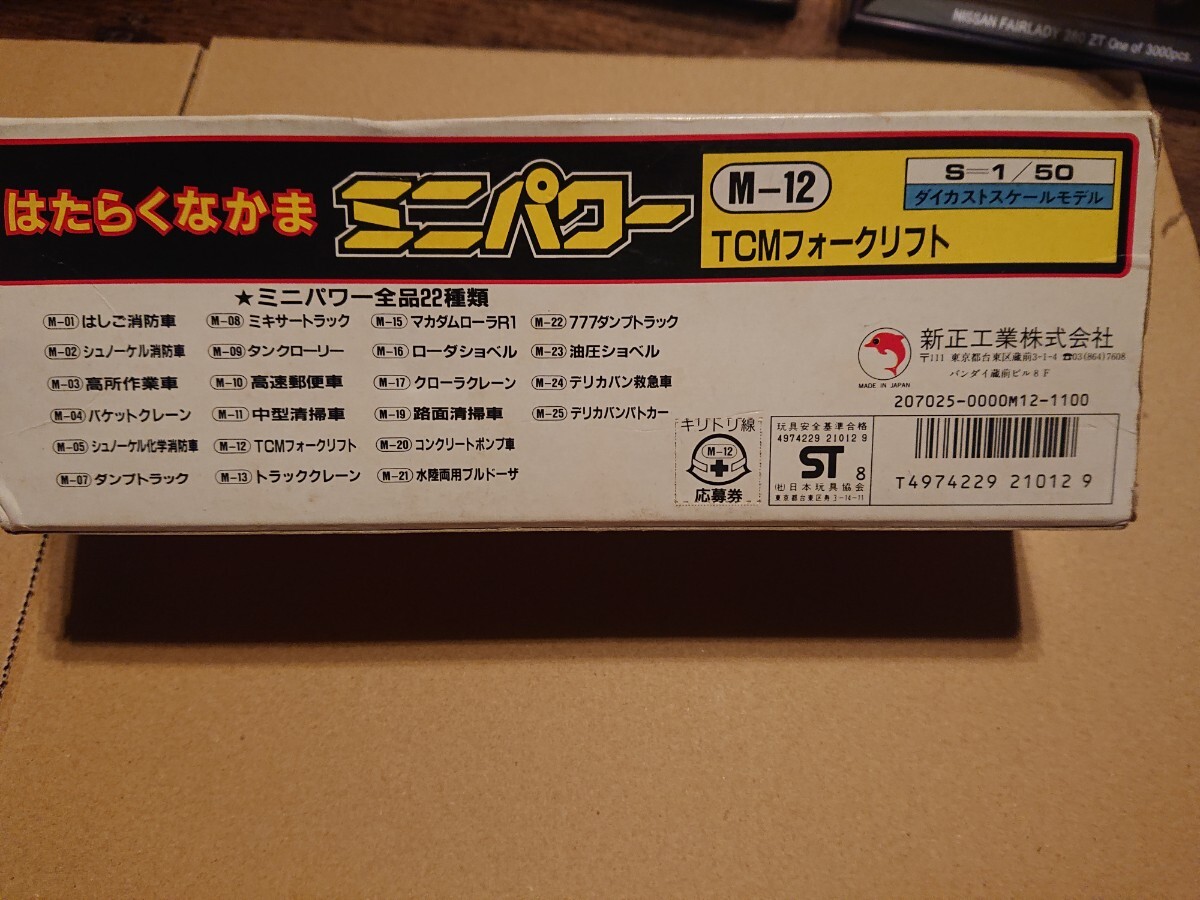 NISSAN FAIRLADY 280 ZT One of 3000pcs.
はたらくなかま ミニパワー
M-12
S=1/50
ダイカストスケールモデル
TCMフォークリフト
★ミニパワー全品22種類
M-01 はしご消防車
M-02 シュノーケル消防車
M-03 高所作業車
M-04 バケットクレーン
M-05 シュノーケル化学消防車
M-07 ダンプトラック
M-08 ミキサートラック
M-09 タンクローリー
M-10 高速郵便車
M-11 中型清掃車
M-12 TCMフォークリフト
M-13 トラッククレーン
M-15 マカダムローラR1
M-16 ローダショベル
M-17 クローラクレーン
M-19 路面清掃車
M-20 コンクリートポンプ車
M-21 水陸両用ブルドーザ
M-22 777ダンプトラック
M-23 油圧ショベル
M-24 デリカバン救急車
M-25 デリカバンパトカー
MADE IN JAPAN
新正工業株式会社
〒111 東京都台東区蔵前3-1-4 ☎03(864)7608
バンダイ蔵前ビル8F
207025-0000M12-1100
キリトリ線
M-12
応募券
玩具安全基準合格
4974229 21012 9
ST 8
(社)日本玩具協会
東京都台東区寿3-14-11
T4974229 21012 9